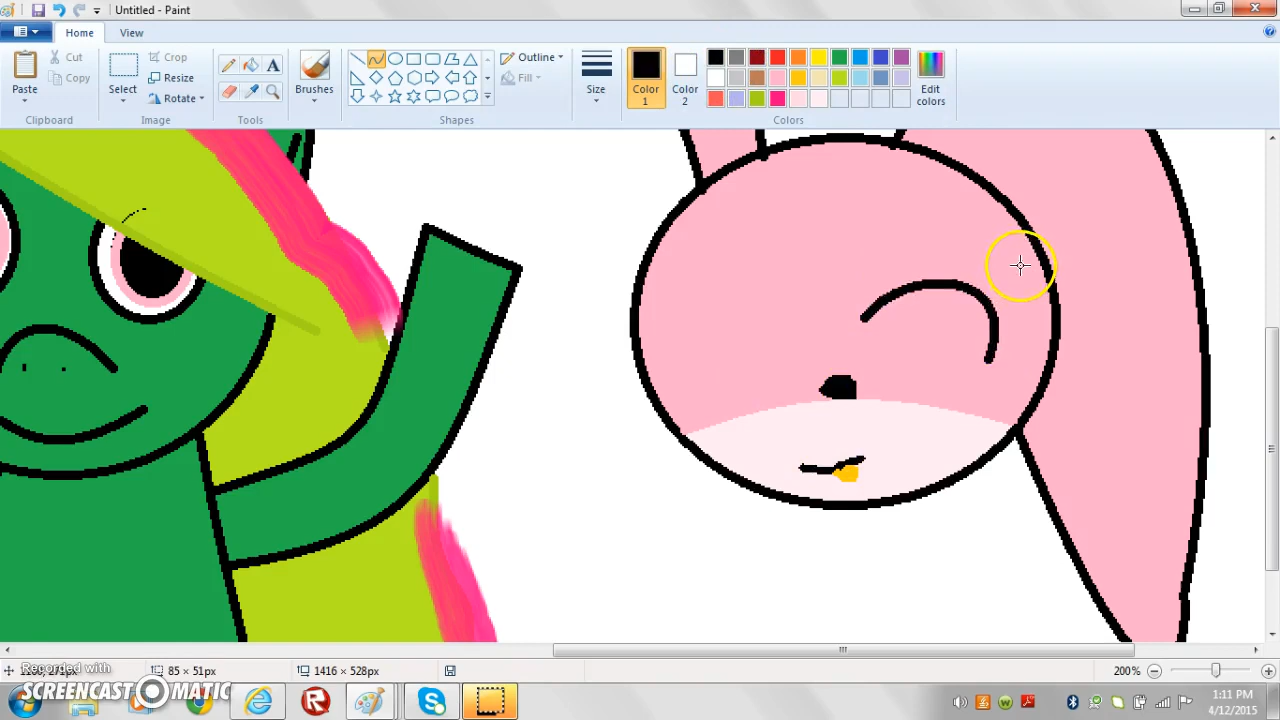 Untitled - Paint
Home View
Paste
Cut
Copy
Clipboard
Select
Crop
Resize
Rotate
Image
A
Tools
Brushes
Outline
Fill
Shapes
Size
Color 1
Color 2
Edit colors
Colors
85 × 51px
1416 × 528px
200%
Recorded with
SCREENCAST MATIC
1:11 PM
4/12/2015